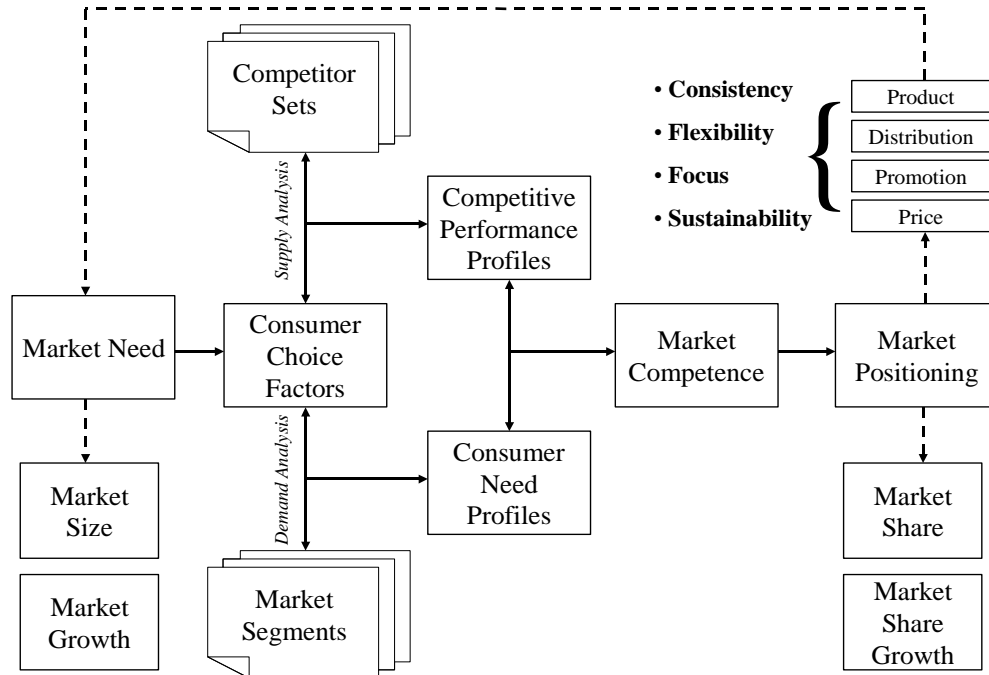 Competitor
Sets
• Consistency
• Flexibility
• Focus
• Sustainability
Product
Distribution
Promotion
Price
Supply Analysis
Competitive
Performance
Profiles
Market Need
Consumer
Choice
Factors
Market
Competence
Market
Positioning
Demand Analysis
Consumer
Need
Profiles
Market
Size
Market
Growth
Market
Segments
Market
Share
Market
Share
Growth